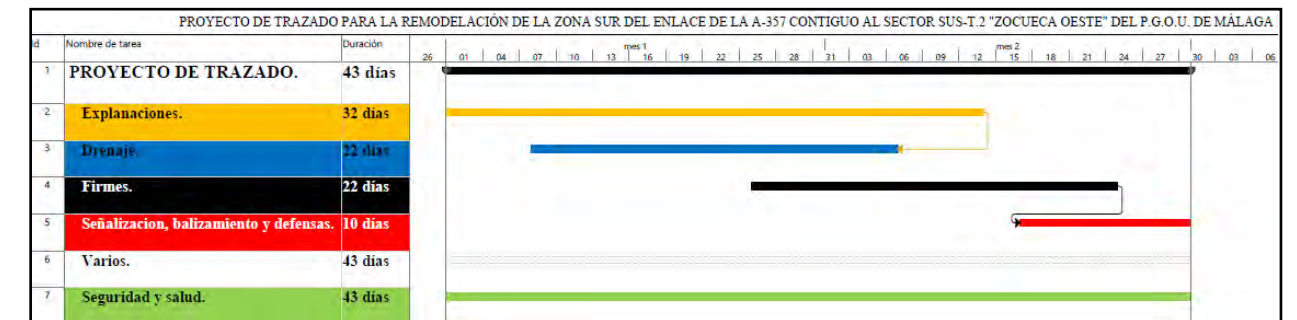 PROYECTO DE TRAZADO PARA LA REMODELACIÓN DE LA ZONA SUR DEL ENLACE DE LA A-357 CONTIGUO AL SECTOR SUS-T.2 "ZOCUECA OESTE" DEL P.G.O.U. DE MÁLAGA
Id Nombre de tarea Duración mes 1 mes 2
26 01 04 07 10 13 16 19 22 25 28 31 03 06 09 12 15 18 21 24 27 30 03 06
1 PROYECTO DE TRAZADO. 43 días
2 Explanaciones. 32 días
3 Drenaje. 22 días
4 Firmes. 22 días
5 Señalizacion, balizamiento y defensas. 10 días
6 Varios. 43 días
7 Seguridad y salud. 43 días